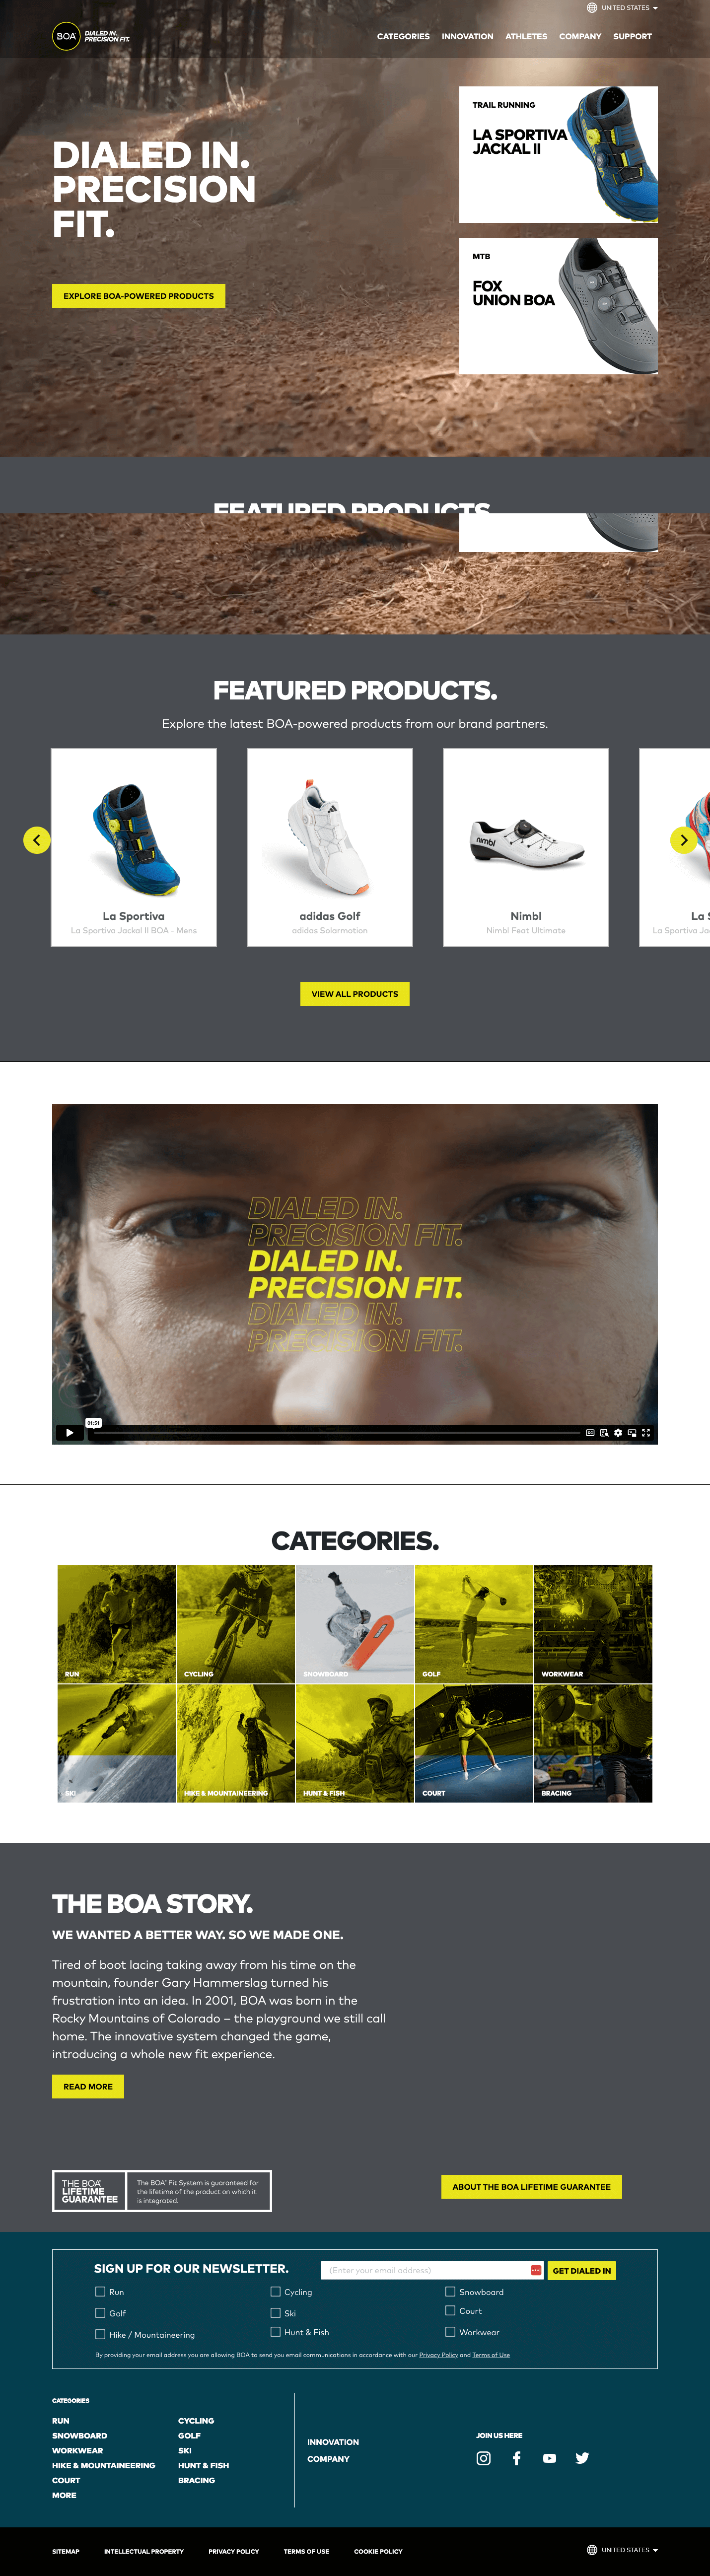 UNITED STATES
BOA
DIALED IN.
PRECISION FIT.
CATEGORIES
INNOVATION
ATHLETES
COMPANY
SUPPORT
DIALED IN.
PRECISION
FIT.
EXPLORE BOA-POWERED PRODUCTS
TRAIL RUNNING
LA SPORTIVA
JACKAL II
MTB
FOX
UNION BOA
FEATURED PRODUCTS
FEATURED PRODUCTS.
Explore the latest BOA-powered products from our brand partners.
nimbl
La Sportiva
La Sportiva Jackal II BOA - Mens
adidas Golf
adidas Solarmotion
Nimbl
Nimbl Feat Ultimate
La S
La Sportiva Jac
VIEW ALL PRODUCTS
DIALED IN.
PRECISION FIT.
DIALED IN.
PRECISION FIT.
DIALED IN.
PRECISION FIT.
01:51
CATEGORIES.
RUN
CYCLING
SNOWBOARD
GOLF
WORKWEAR
SKI
HIKE & MOUNTAINEERING
HUNT & FISH
COURT
BRACING
THE BOA STORY.
WE WANTED A BETTER WAY. SO WE MADE ONE.
Tired of boot lacing taking away from his time on the
mountain, founder Gary Hammerslag turned his
frustration into an idea. In 2001, BOA was born in the
Rocky Mountains of Colorado – the playground we still call
home. The innovative system changed the game,
introducing a whole new fit experience.
READ MORE
THE BOA®
LIFETIME
GUARANTEE
The BOA® Fit System is guaranteed for
the lifetime of the product on which it
is integrated.
ABOUT THE BOA LIFETIME GUARANTEE
SIGN UP FOR OUR NEWSLETTER.
(Enter your email address)
GET DIALED IN
Run
Cycling
Snowboard
Golf
Ski
Court
Hike / Mountaineering
Hunt & Fish
Workwear
By providing your email address you are allowing BOA to send you email communications in accordance with our Privacy Policy and Terms of Use
CATEGORIES
RUN
SNOWBOARD
WORKWEAR
HIKE & MOUNTAINEERING
COURT
MORE
CYCLING
GOLF
SKI
HUNT & FISH
BRACING
INNOVATION
COMPANY
JOIN US HERE
SITEMAP
INTELLECTUAL PROPERTY
PRIVACY POLICY
TERMS OF USE
COOKIE POLICY
UNITED STATES